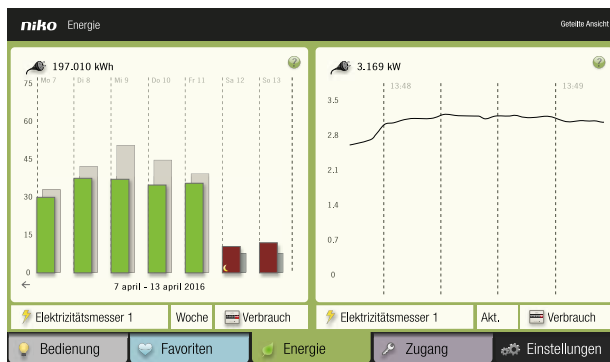 niko Energie
Geteilte Ansicht
197.010 kWh
75
Mo 7 Di 8 Mi 9 Do 10 Fr 11 Sa 12 So 13
60
45
30
15
0
7 april - 13 april 2016
Elektrizitätsmesser 1 Woche Verbrauch
3.169 kW
13:48 13:49
3.5
2.8
2.1
1.4
0.7
0
Elektrizitätsmesser 1 Akt. Verbrauch
Bedienung Favoriten Energie Zugang Einstellungen